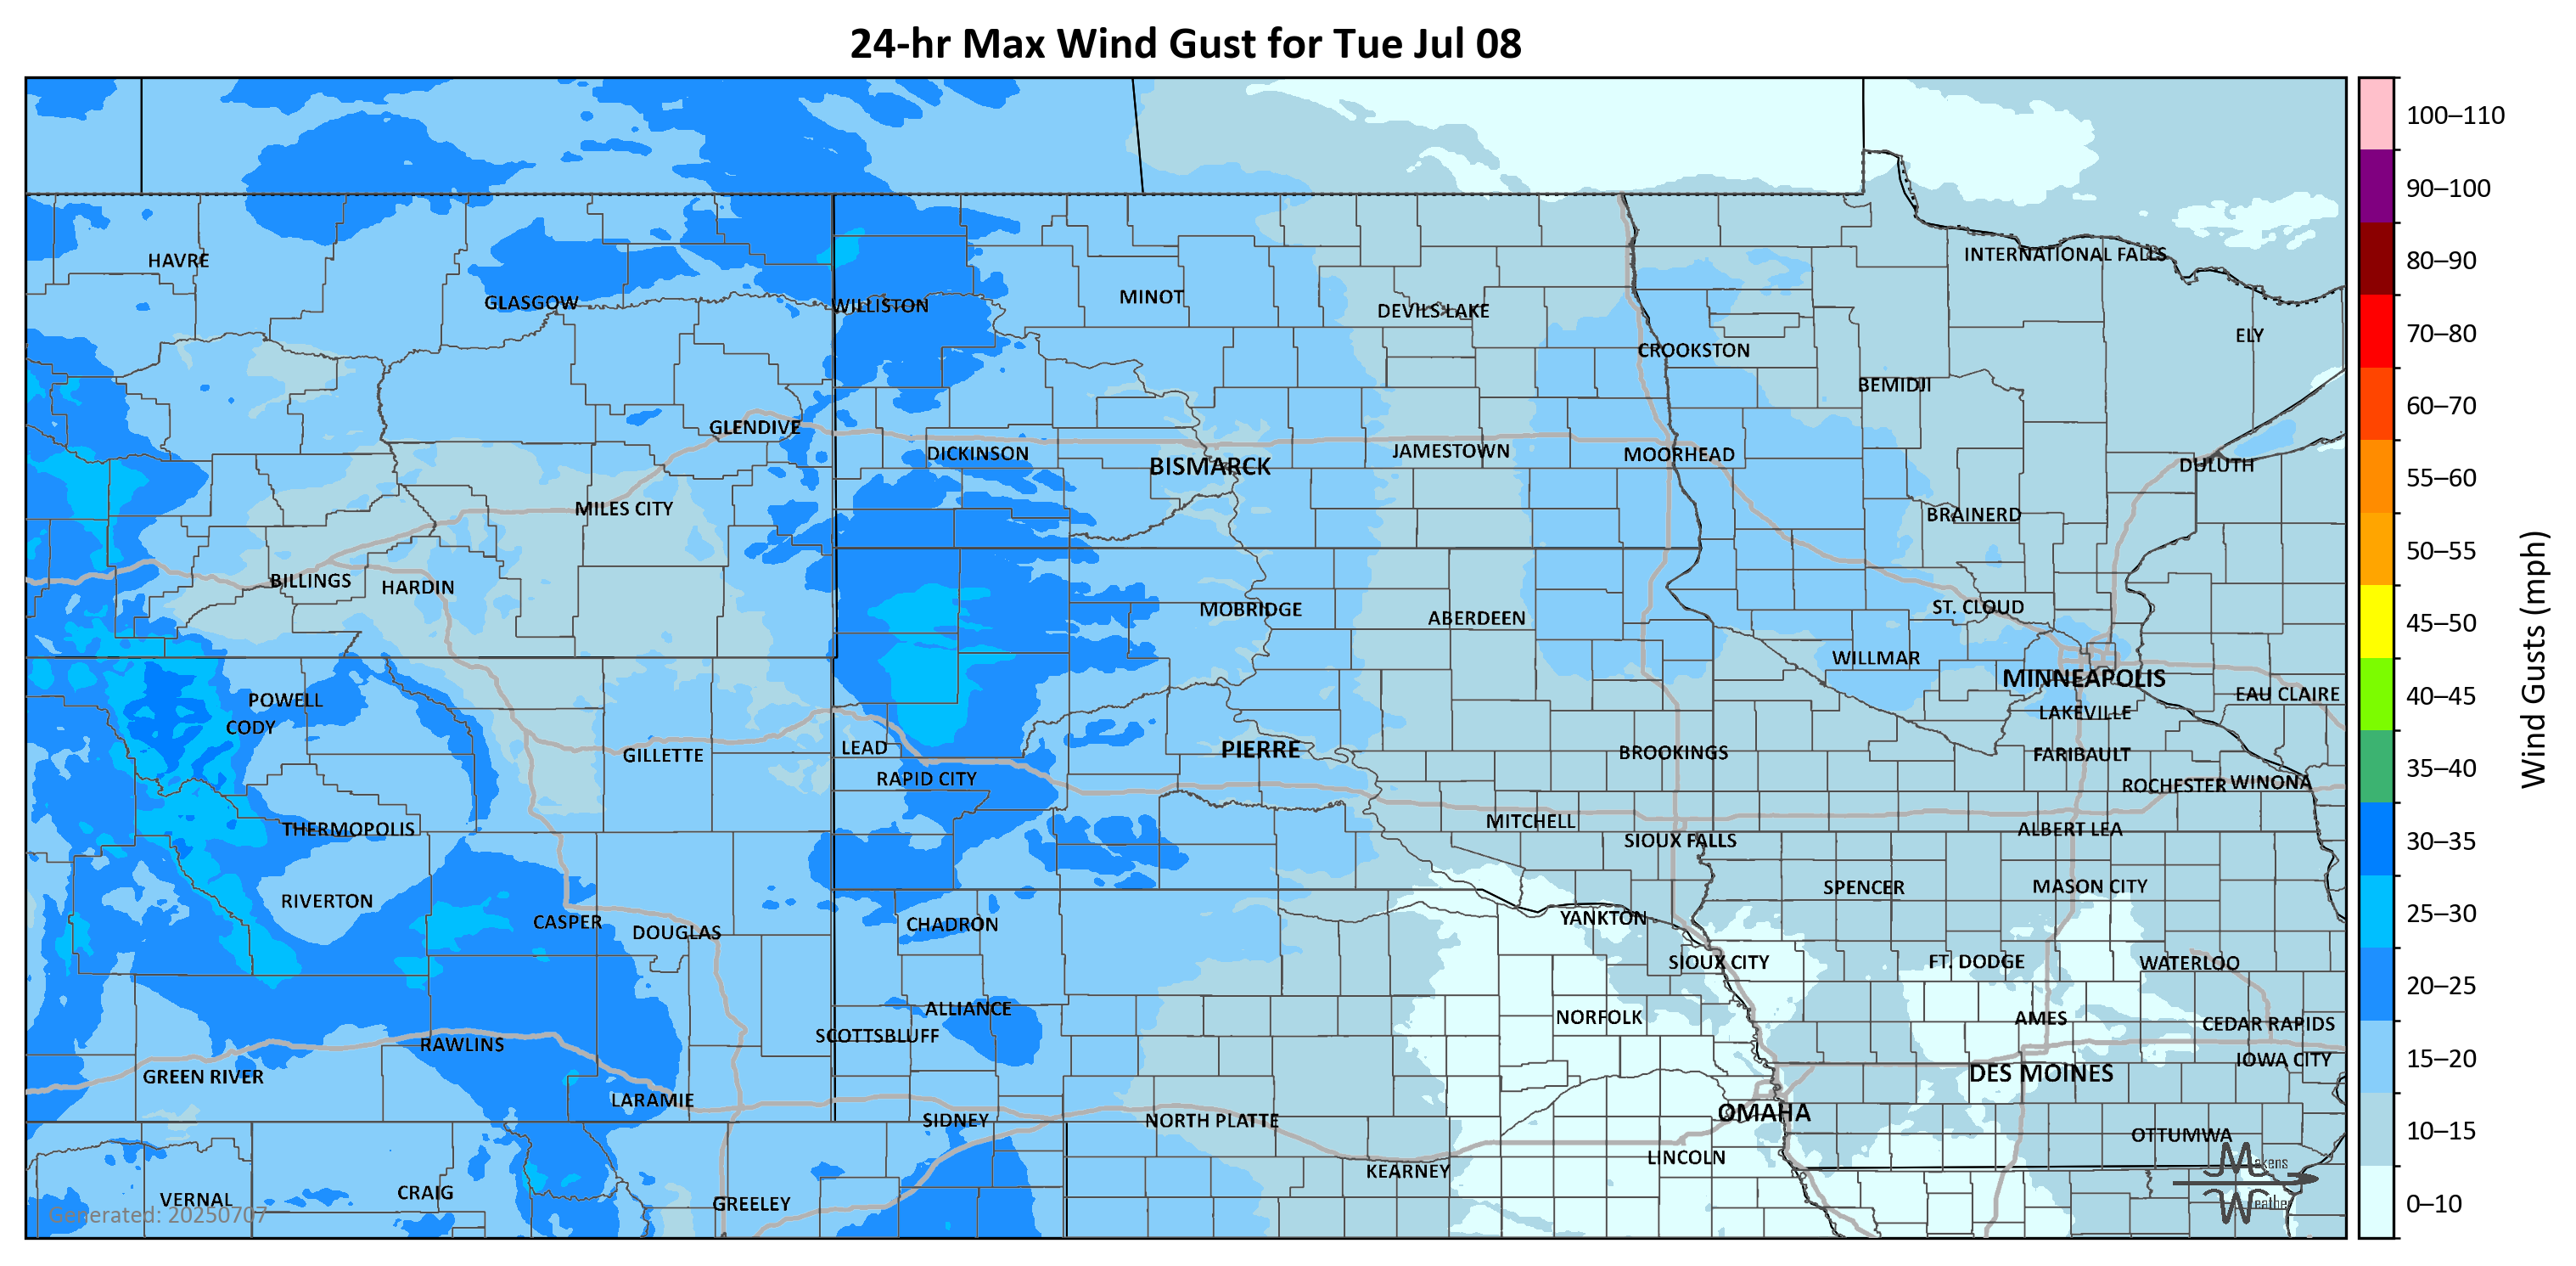 24-hr Max Wind Gust for Tue Jul 08
HAVRE
GLASGOW
WILLISTON
MINOT
DEVILS LAKE
INTERNATIONAL FALLS
ELY
CROOKSTON
BEMIDJI
GLENDIVE
DICKINSON
BISMARCK
JAMESTOWN
MOORHEAD
DULUTH
MILES CITY
BRAINERD
BILLINGS
HARDIN
MOBRIDGE
ABERDEEN
ST. CLOUD
WILLMAR
MINNEAPOLIS
EAU CLAIRE
POWELL
CODY
LAKEVILLE
GILLETTE
LEAD
PIERRE
BROOKINGS
FARIBAULT
RAPID CITY
ROCHESTER
WINONA
THERMOPOLIS
MITCHELL
SIOUX FALLS
ALBERT LEA
RIVERTON
SPENCER
MASON CITY
CASPER
DOUGLAS
CHADRON
YANKTON
SIOUX CITY
FT. DODGE
WATERLOO
ALLIANCE
SCOTTSBLUFF
NORFOLK
AMES
CEDAR RAPIDS
RAWLINS
IOWA CITY
GREEN RIVER
DES MOINES
LARAMIE
SIDNEY
NORTH PLATTE
OMAHA
OTTUMWA
KEARNEY
LINCOLN
VERNAL
CRAIG
GREELEY
Generated: 20250707
Makens
Weather
100–110
90–100
80–90
70–80
60–70
55–60
50–55
45–50
40–45
35–40
30–35
25–30
20–25
15–20
10–15
0–10
Wind Gusts (mph)